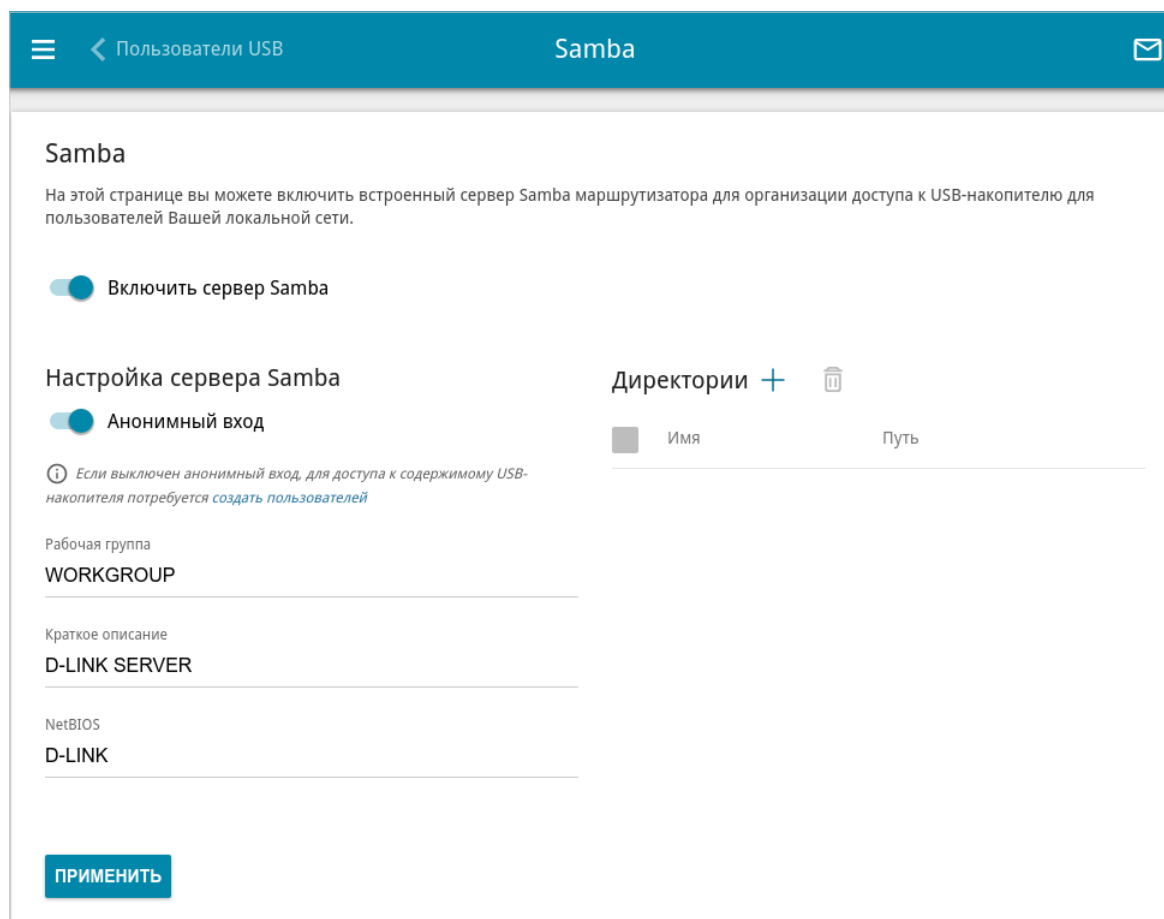 Пользователи USB
Samba
Samba
На этой странице вы можете включить встроенный сервер Samba маршрутизатора для организации доступа к USB-накопителю для
пользователей Вашей локальной сети.
Включить сервер Samba
Настройка сервера Samba
Анонимный вход
Если выключен анонимный вход, для доступа к содержимому USB-
накопителя потребуется создать пользователей
Рабочая группа
WORKGROUP
Краткое описание
D-LINK SERVER
NetBIOS
D-LINK
ПРИМЕНИТЬ
Директории
Имя Путь